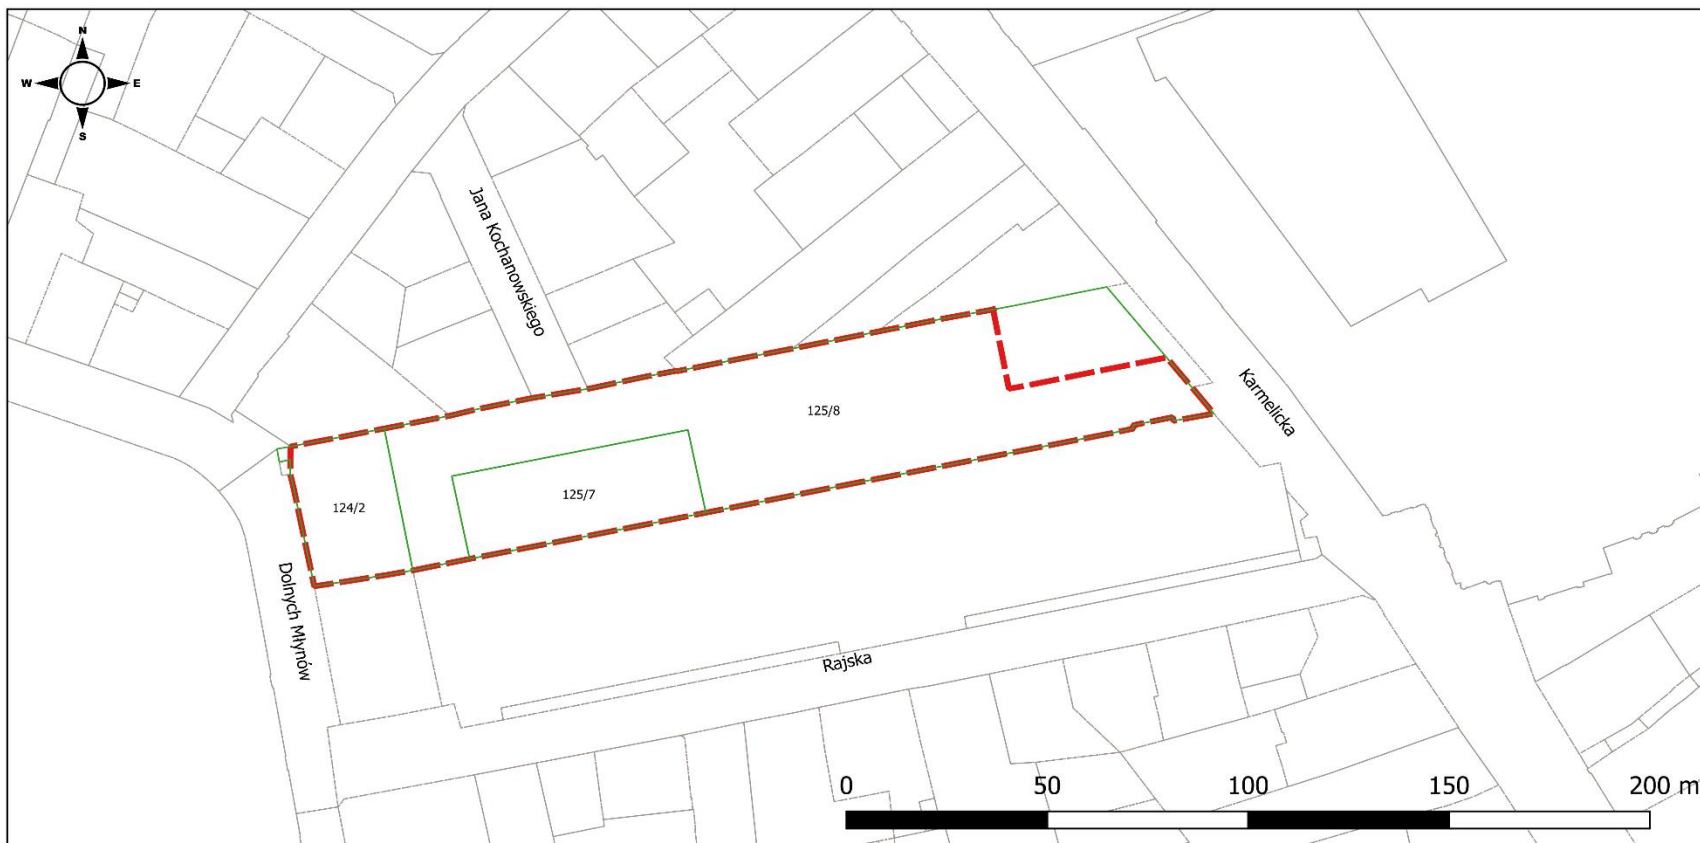 N
W E
S
Jana Kochanowskiego
125/8
Karmelicka
125/7
124/2
Dolnych Młynów
Rajska
0 50 100 150 200 m